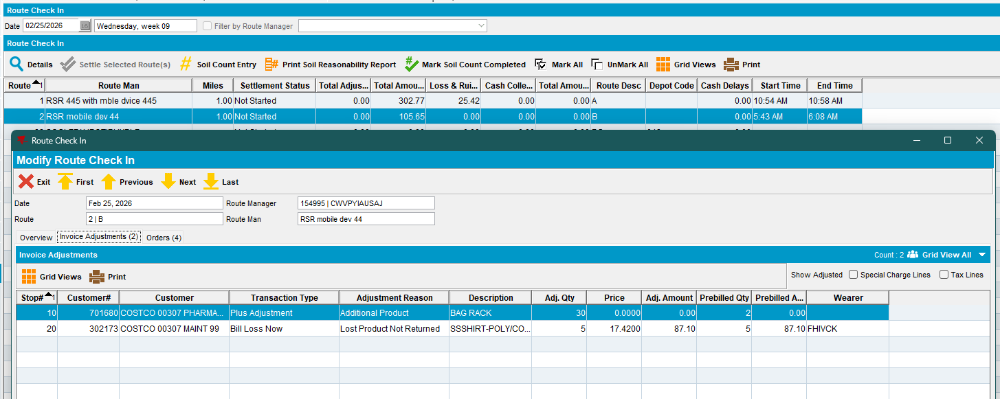 Route Check In
Date 02/25/2026 16 Wednesday, week 09 Filter by Route Manager
Route Check In
Details Settle Selected Route(s) Soil Count Entry Print Soil Reasonability Report Mark Soil Count Completed Mark All UnMark All Grid Views Print
Route 1 Route Man Miles Settlement Status Total Adjus... Total Amou... Loss & Rui... Cash Colle... Total Amou... Route Desc Depot Code Cash Delays Start Time End Time
1 RSR 445 with mble dvice 445 1.00 Not Started 0.00 302.77 25.42 0.00 0.00 A 0.00 10:54 AM 10:58 AM
2 RSR mobile dev 44 1.00 Not Started 0.00 105.65 0.00 0.00 0.00 B 0.00 5:43 AM 6:08 AM
Route Check In
Modify Route Check In
Exit First Previous Next Last
Date Feb 25, 2026 Route Manager 154995 | CWVPYIAUSAJ
Route 2 | B Route Man RSR mobile dev 44
Overview Invoice Adjustments (2) Orders (4)
Invoice Adjustments Count : 2 Grid View All
Grid Views Print Show Adjusted Special Charge Lines Tax Lines
Stop# 1 Customer# Customer Transaction Type Adjustment Reason Description Adj. Qty Price Adj. Amount Prebilled Qty Prebilled A... Wearer
10 701680 COSTCO 00307 PHARMA... Plus Adjustment Additional Product BAG RACK 30 0.0000 0.00 2 0.00
20 302173 COSTCO 00307 MAINT 99 Bill Loss Now Lost Product Not Returned SSSHIRT-POLY/CO... 5 17.4200 87.10 5 87.10 FHIVCK